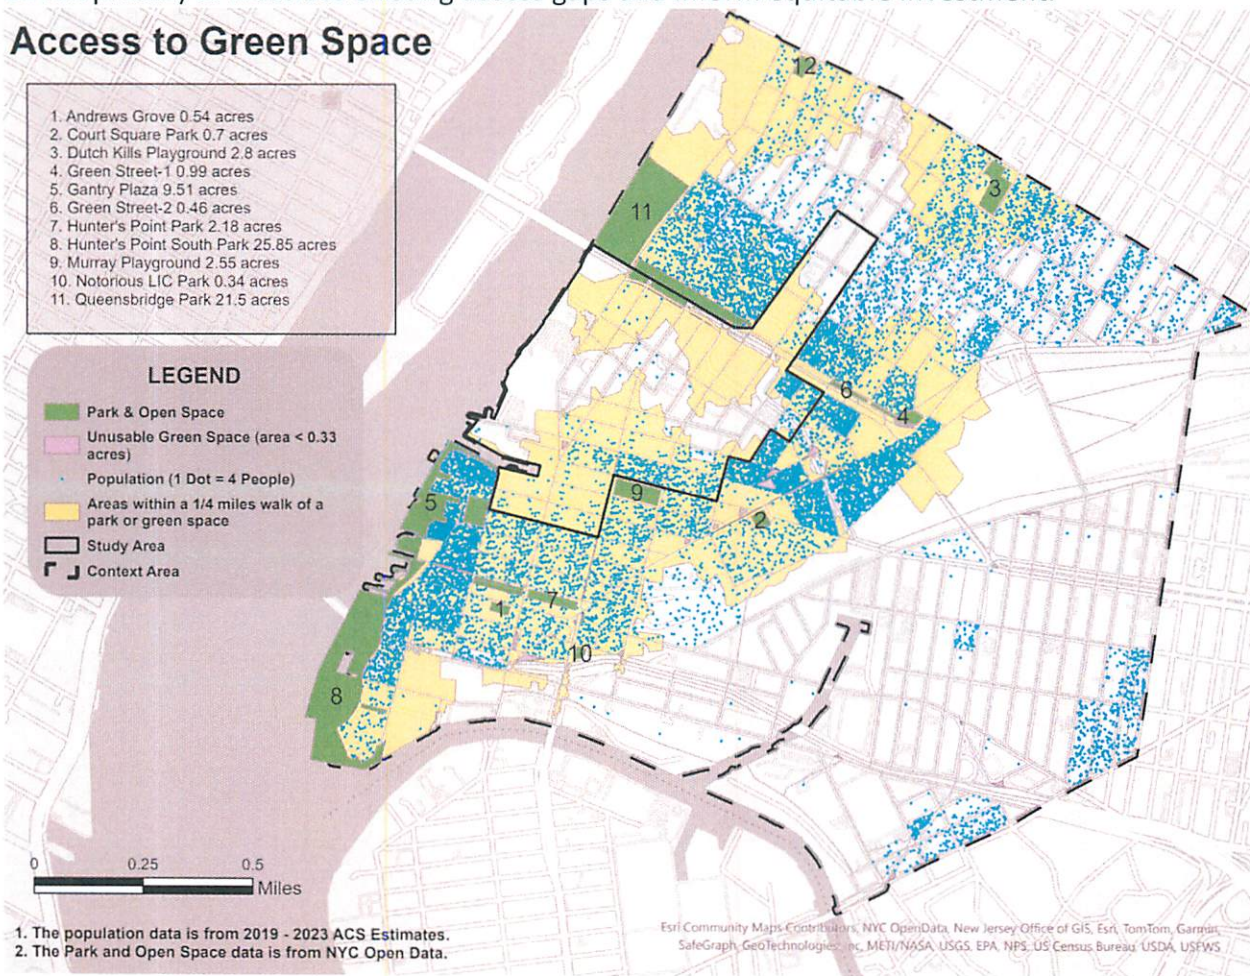 Access to Green Space
1. Andrews Grove 0.54 acres
2. Court Square Park 0.7 acres
3. Dutch Kills Playground 2.8 acres
4. Green Street-1 0.99 acres
5. Gantry Plaza 9.51 acres
6. Green Street-2 0.46 acres
7. Hunter's Point Park 2.18 acres
8. Hunter's Point South Park 25.85 acres
9. Murray Playground 2.55 acres
10. Notorious LIC Park 0.34 acres
11. Queensbridge Park 21.5 acres
12
3
11
LEGEND
Park & Open Space
Unusable Green Space (area < 0.33
acres)
Population (1 Dot = 4 People)
Areas within a 1/4 miles walk of a
park or green space
Study Area
Context Area
6
4
9
5
2
1
7
10
8
0 0.25 0.5
Miles
1. The population data is from 2019 - 2023 ACS Estimates.
2. The Park and Open Space data is from NYC Open Data.
Esri Community Maps Contributors, NYC OpenData, New Jersey Office of GIS, Esri, TomTom, Garmin,
SafeGraph, GeoTechnologies, Inc, METI/NASA, USGS, EPA, NPS, US Census Bureau, USDA, USFWS